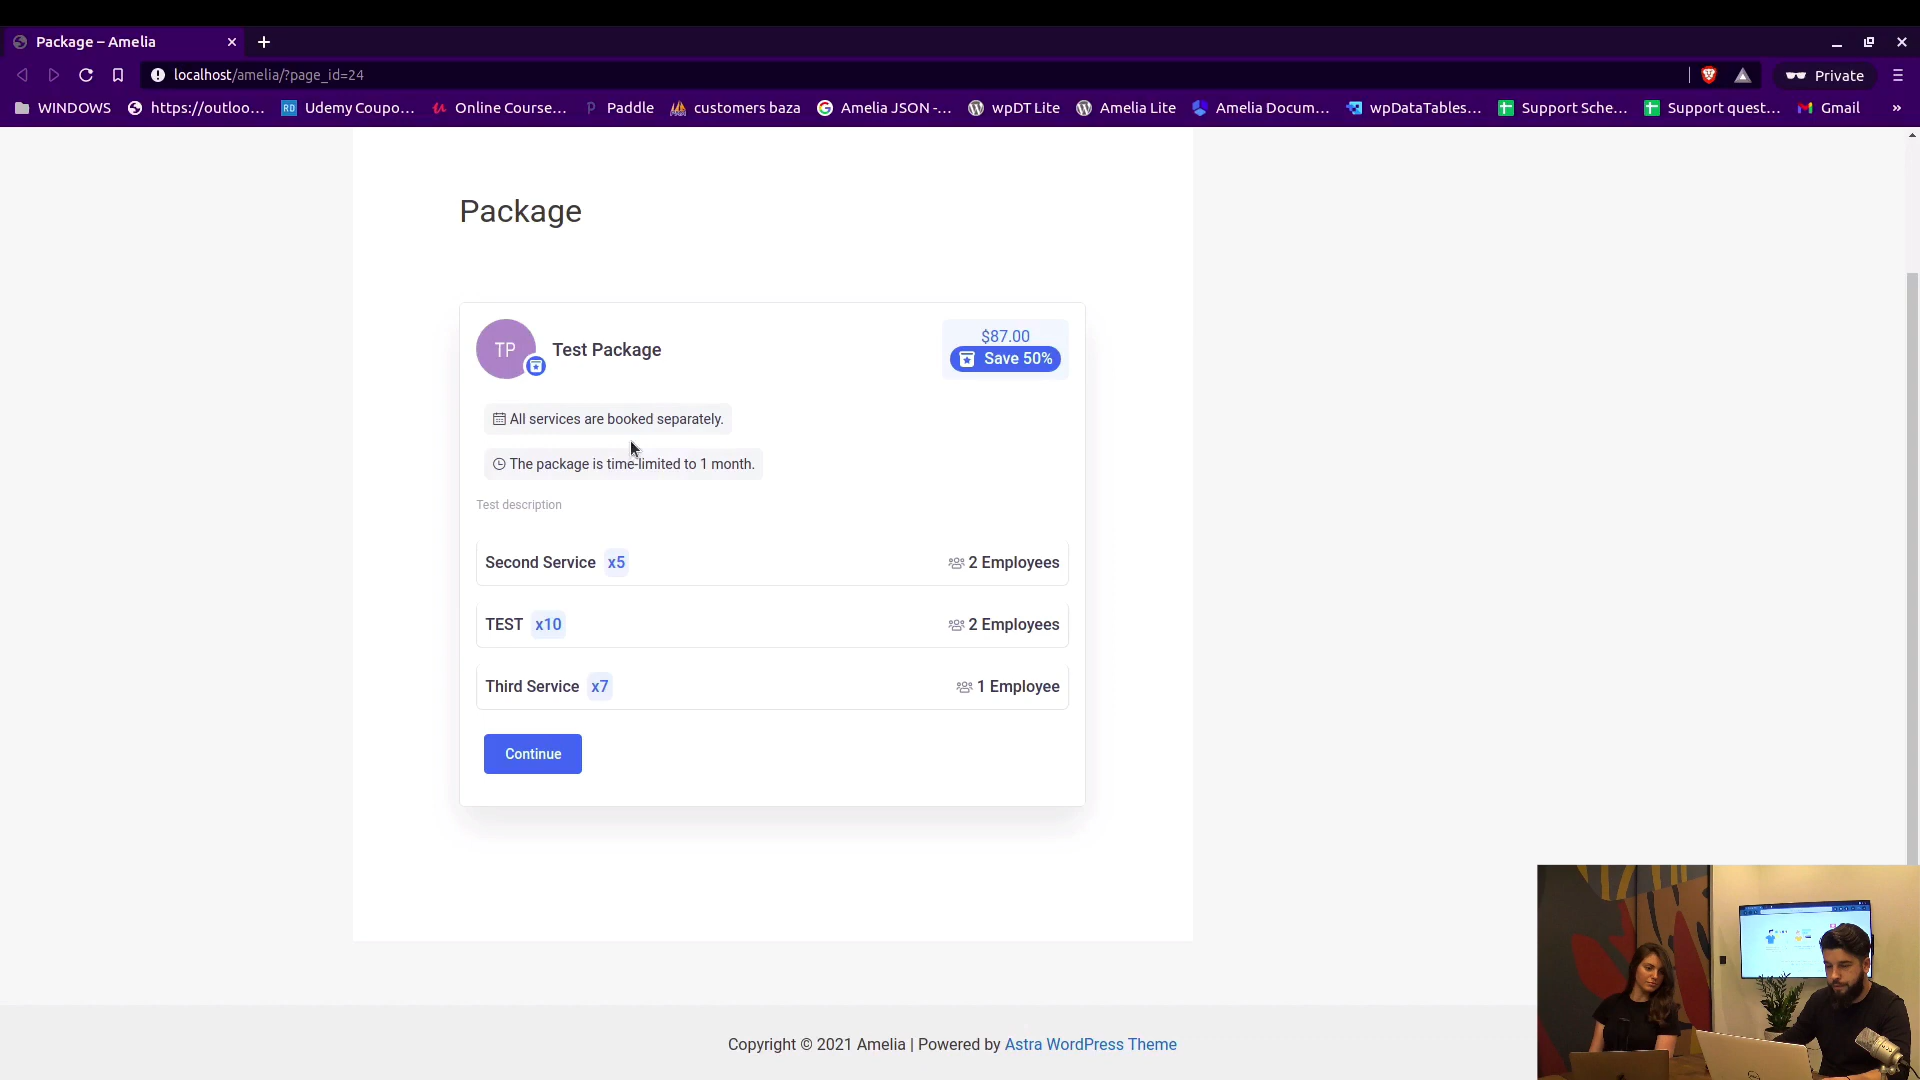 Package – Amelia
localhost/amelia/?page_id=24
Private
WINDOWS
https://outloo...
Udemy Coupo...
Online Course...
Paddle
customers baza
Amelia JSON -...
wpDT Lite
Amelia Lite
Amelia Docum...
wpDataTables...
Support Sche...
Support quest...
Gmail
»
Package
TP
Test Package
$87.00
Save 50%
All services are booked separately.
The package is time-limited to 1 month.
Test description
Second Service x5
2 Employees
TEST x10
2 Employees
Third Service x7
1 Employee
Continue
Copyright © 2021 Amelia | Powered by Astra WordPress Theme